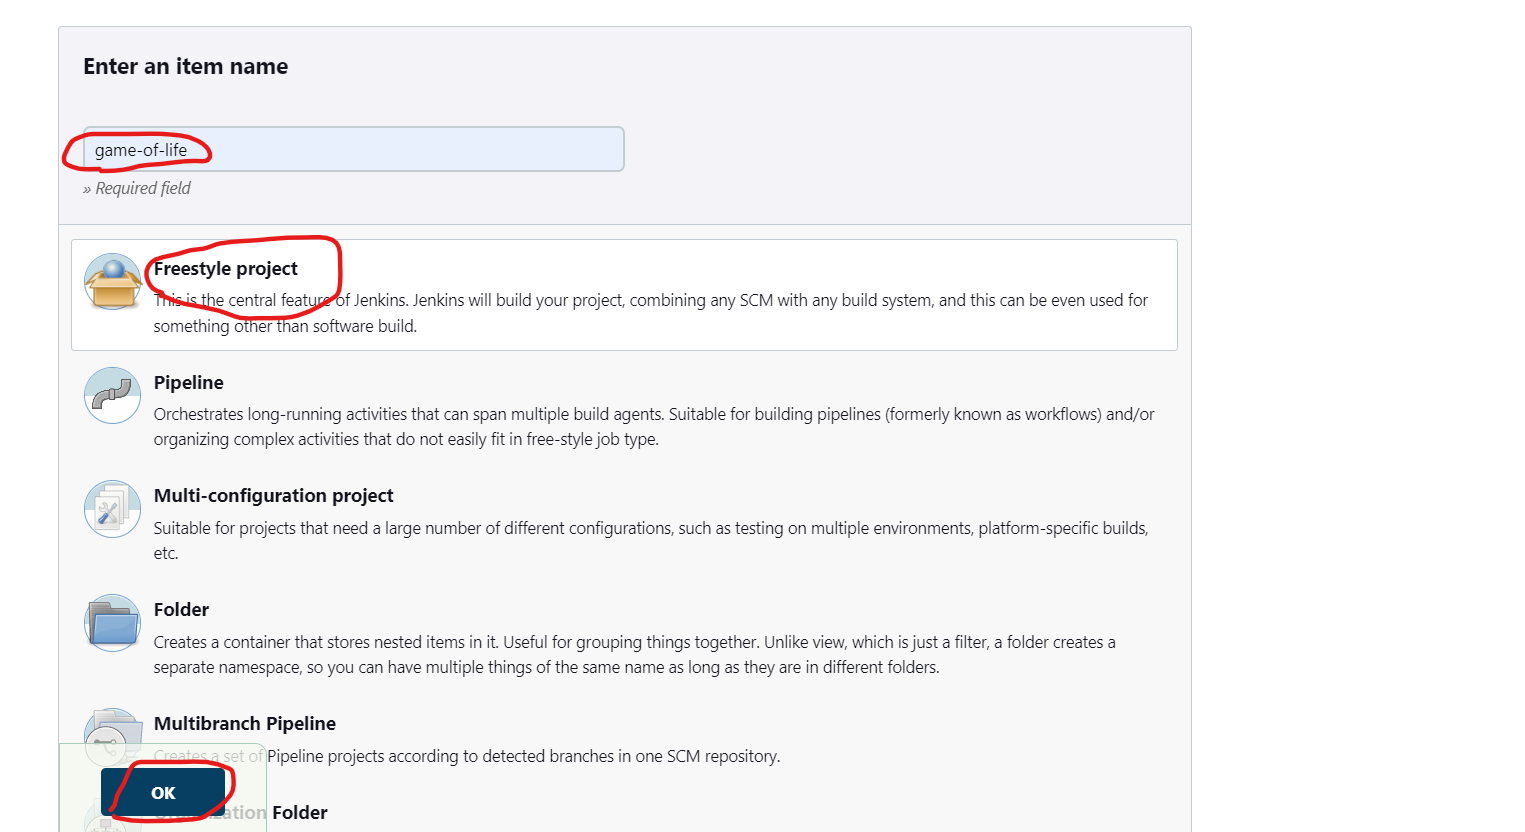 Enter an item name
game-of-life
» Required field
Freestyle project
This is the central feature of Jenkins. Jenkins will build your project, combining any SCM with any build system, and this can be even used for
something other than software build.
Pipeline
Orchestrates long-running activities that can span multiple build agents. Suitable for building pipelines (formerly known as workflows) and/or
organizing complex activities that do not easily fit in free-style job type.
Multi-configuration project
Suitable for projects that need a large number of different configurations, such as testing on multiple environments, platform-specific builds,
etc.
Folder
Creates a container that stores nested items in it. Useful for grouping things together. Unlike view, which is just a filter, a folder creates a
separate namespace, so you can have multiple things of the same name as long as they are in different folders.
Multibranch Pipeline
Creates a set of Pipeline projects according to detected branches in one SCM repository.
OK
Folder